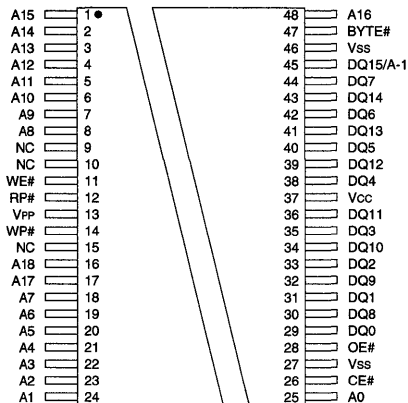 A15 1 48 A16
A14 2 47 BYTE#
A13 3 46 Vss
A12 4 45 DQ15/A-1
A11 5 44 DQ7
A10 6 43 DQ14
A9 7 42 DQ6
A8 8 41 DQ13
NC 9 40 DQ5
NC 10 39 DQ12
WE# 11 38 DQ4
RP# 12 37 Vcc
VPP 13 36 DQ11
WP# 14 35 DQ3
NC 15 34 DQ10
A18 16 33 DQ2
A17 17 32 DQ9
A7 18 31 DQ1
A6 19 30 DQ8
A5 20 29 DQ0
A4 21 28 OE#
A3 22 27 Vss
A2 23 26 CE#
A1 24 25 A0